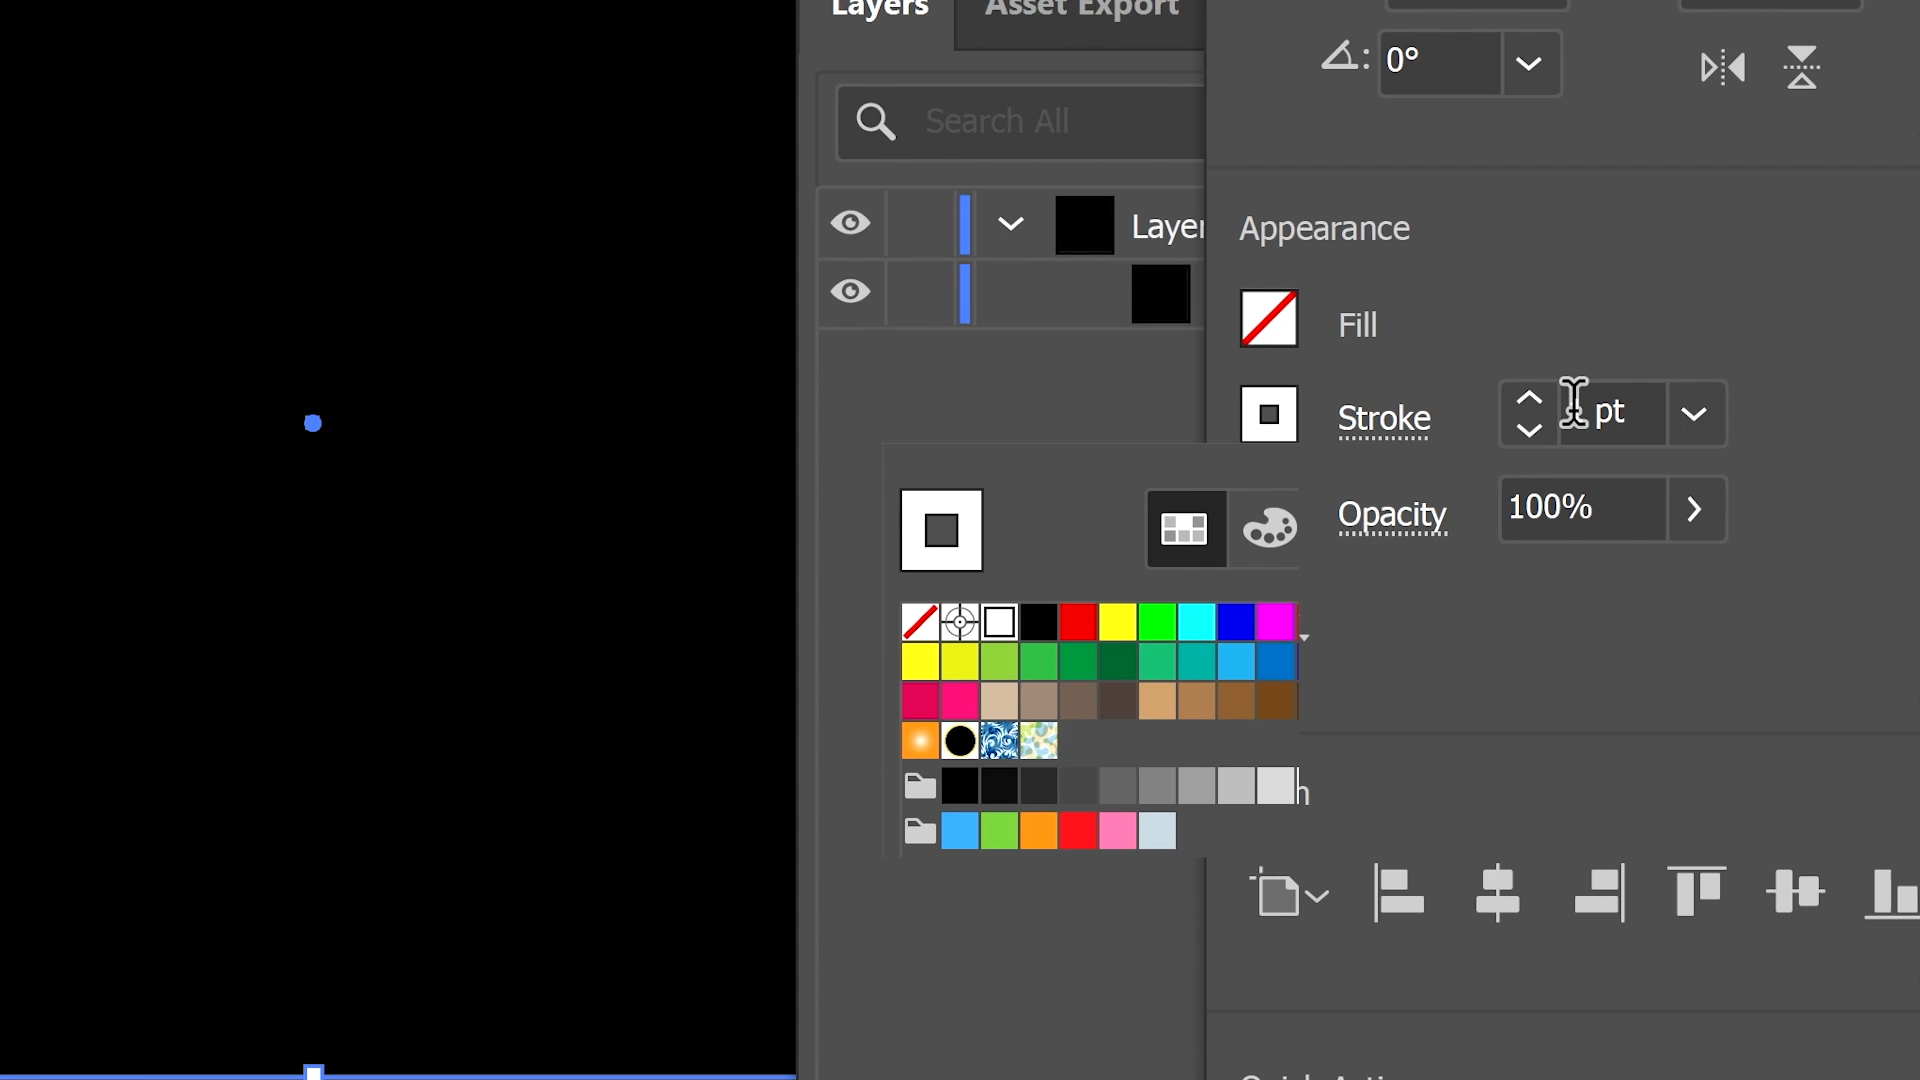 Layers
Asset Export
0°
Search All
Layer
Appearance
Fill
Stroke
pt
Opacity
100%